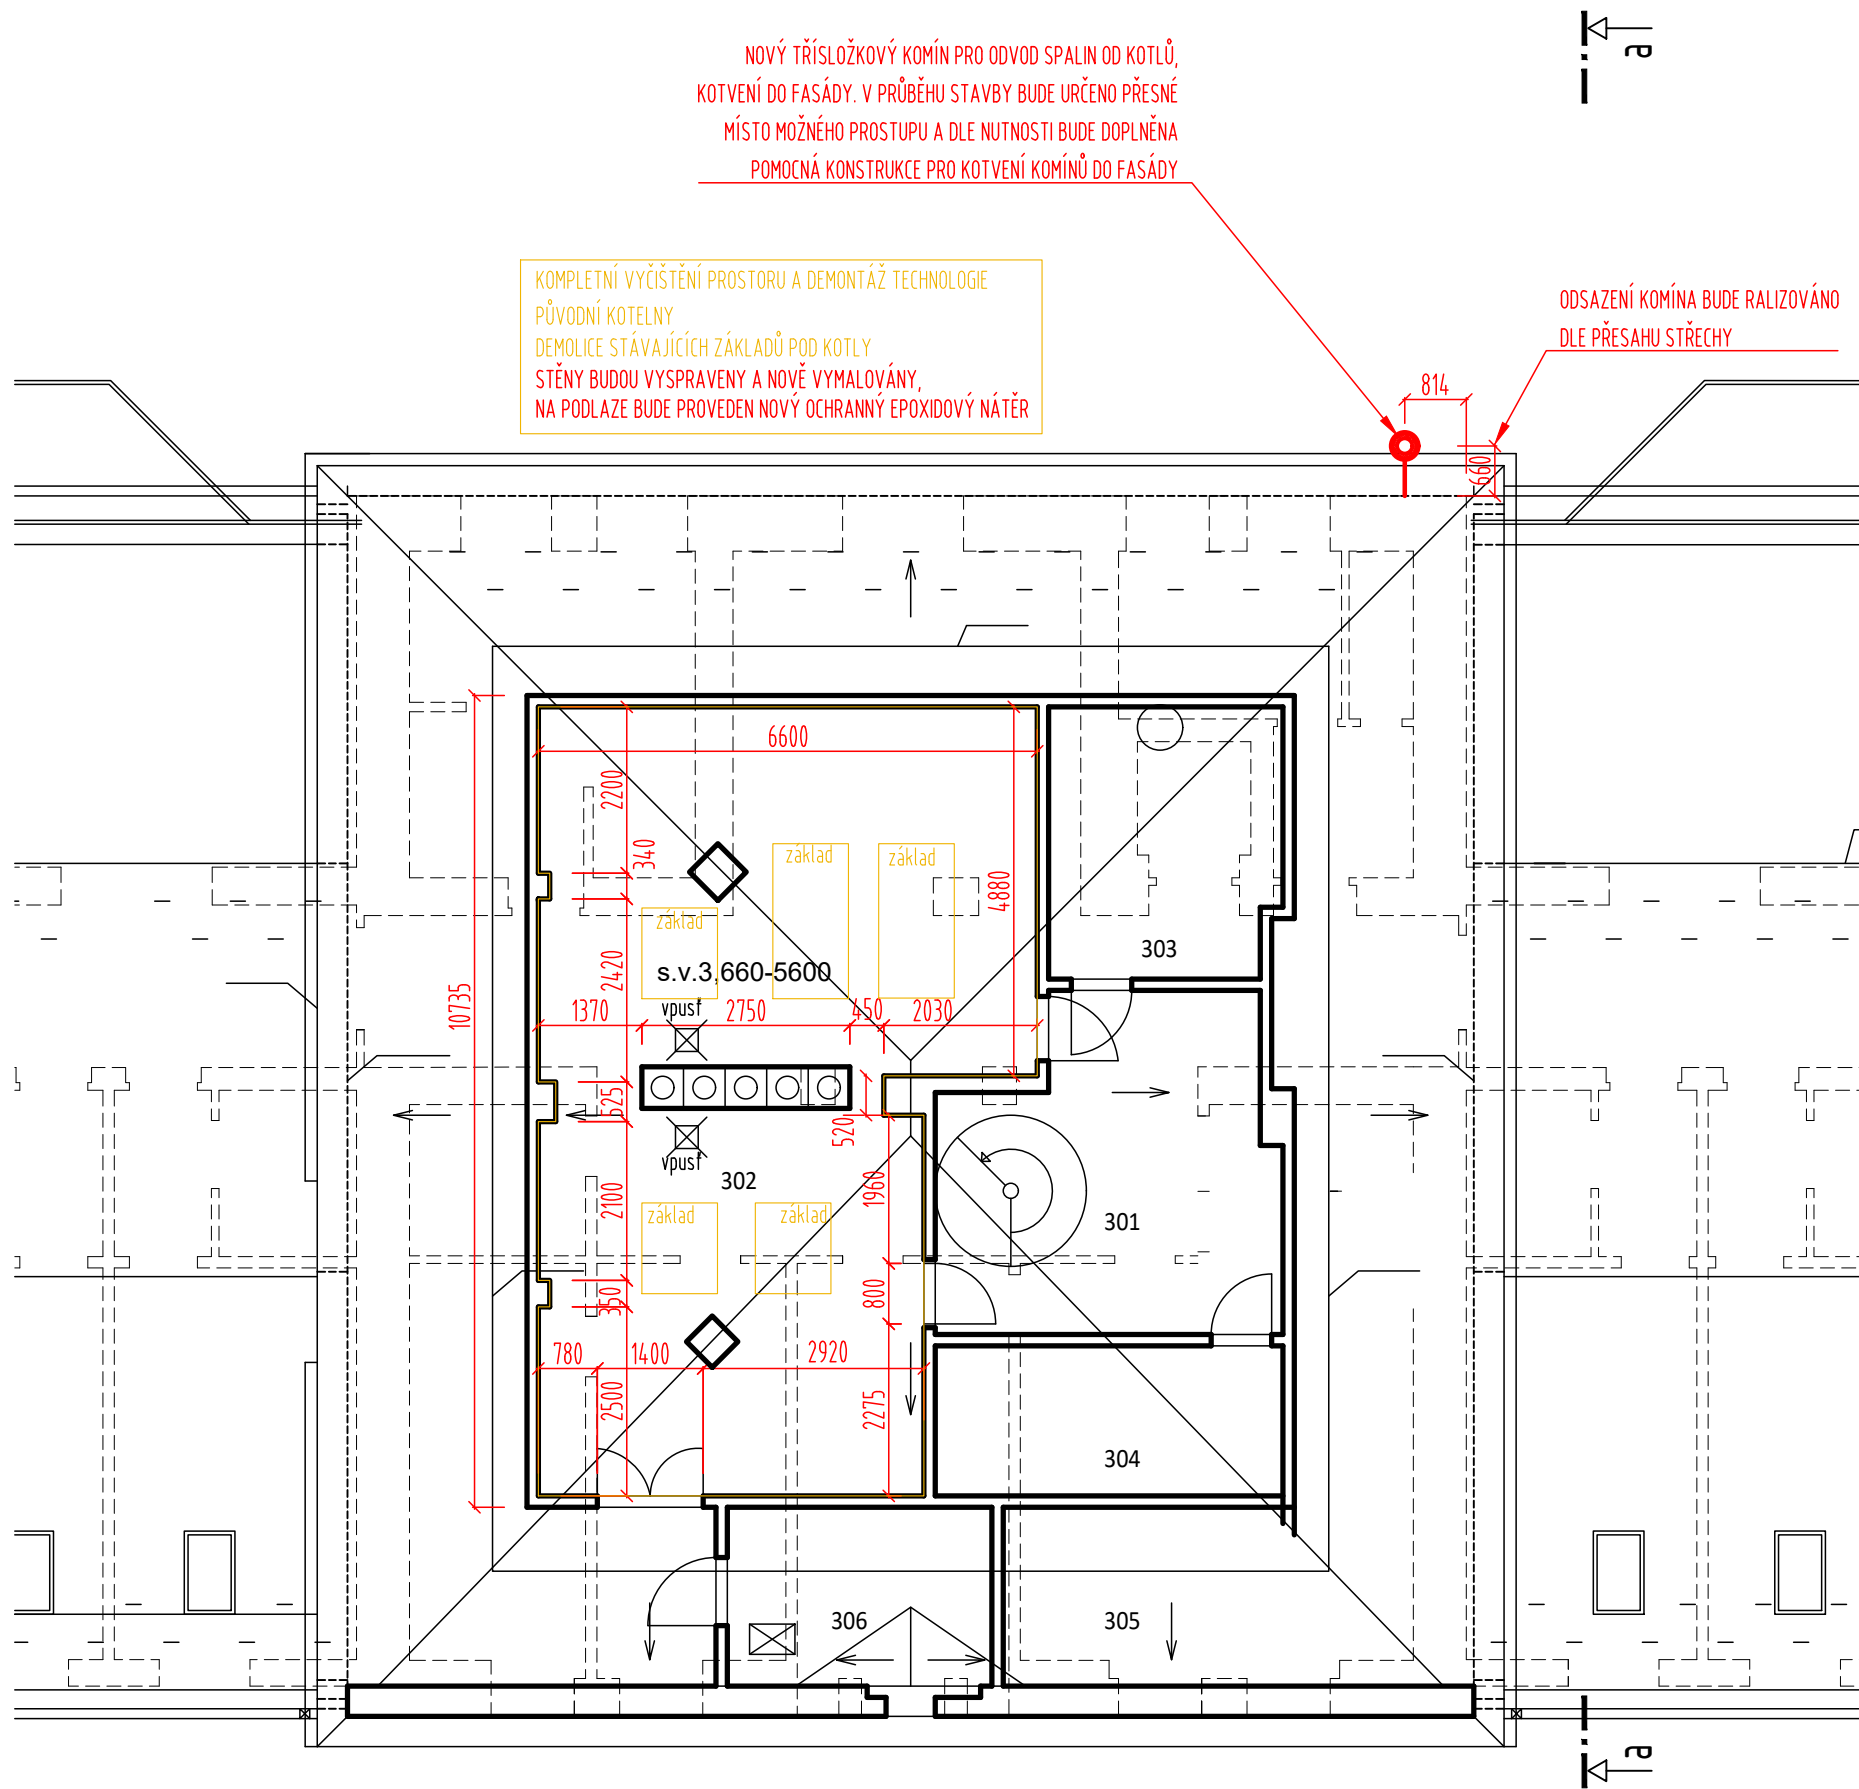 a
NOVÝ TŘÍSLOŽKOVÝ KOMÍN PRO ODVOD SPALIN OD KOTLŮ,
KOTVENÍ DO FASÁDY. V PRŮBĚHU STAVBY BUDE URČENO PŘESNÉ
MÍSTO MOŽNÉHO PROSTUPU A DLE NUTNOSTI BUDE DOPLNĚNA
POMOCNÁ KONSTRUKCE PRO KOTVENÍ KOMÍNŮ DO FASÁDY
KOMPLETNÍ VYČIŠTĚNÍ PROSTORU A DEMONTÁŽ TECHNOLOGIE
PŮVODNÍ KOTELNY
DEMOLICE STÁVAJÍCÍCH ZÁKLADŮ POD KOTLY
STĚNY BUDOU VYSPRAVENY A NOVĚ VYMALOVÁNY,
NA PODLAZE BUDE PROVEDEN NOVÝ OCHRANNÝ EPOXIDOVÝ NÁTĚR
ODSAZENÍ KOMÍNA BUDE RALIZOVÁNO
DLE PŘESAHU STŘECHY
814
660
6600
2200
340
základ
základ
4880
základ
303
2420
s.v.3,660-5600
10735
1370
vpusť
2750
450
2030
525
520
vpusť
302
1960
2100
základ
základ
301
800
350
780
1400
2920
2500
2275
304
306
305
a